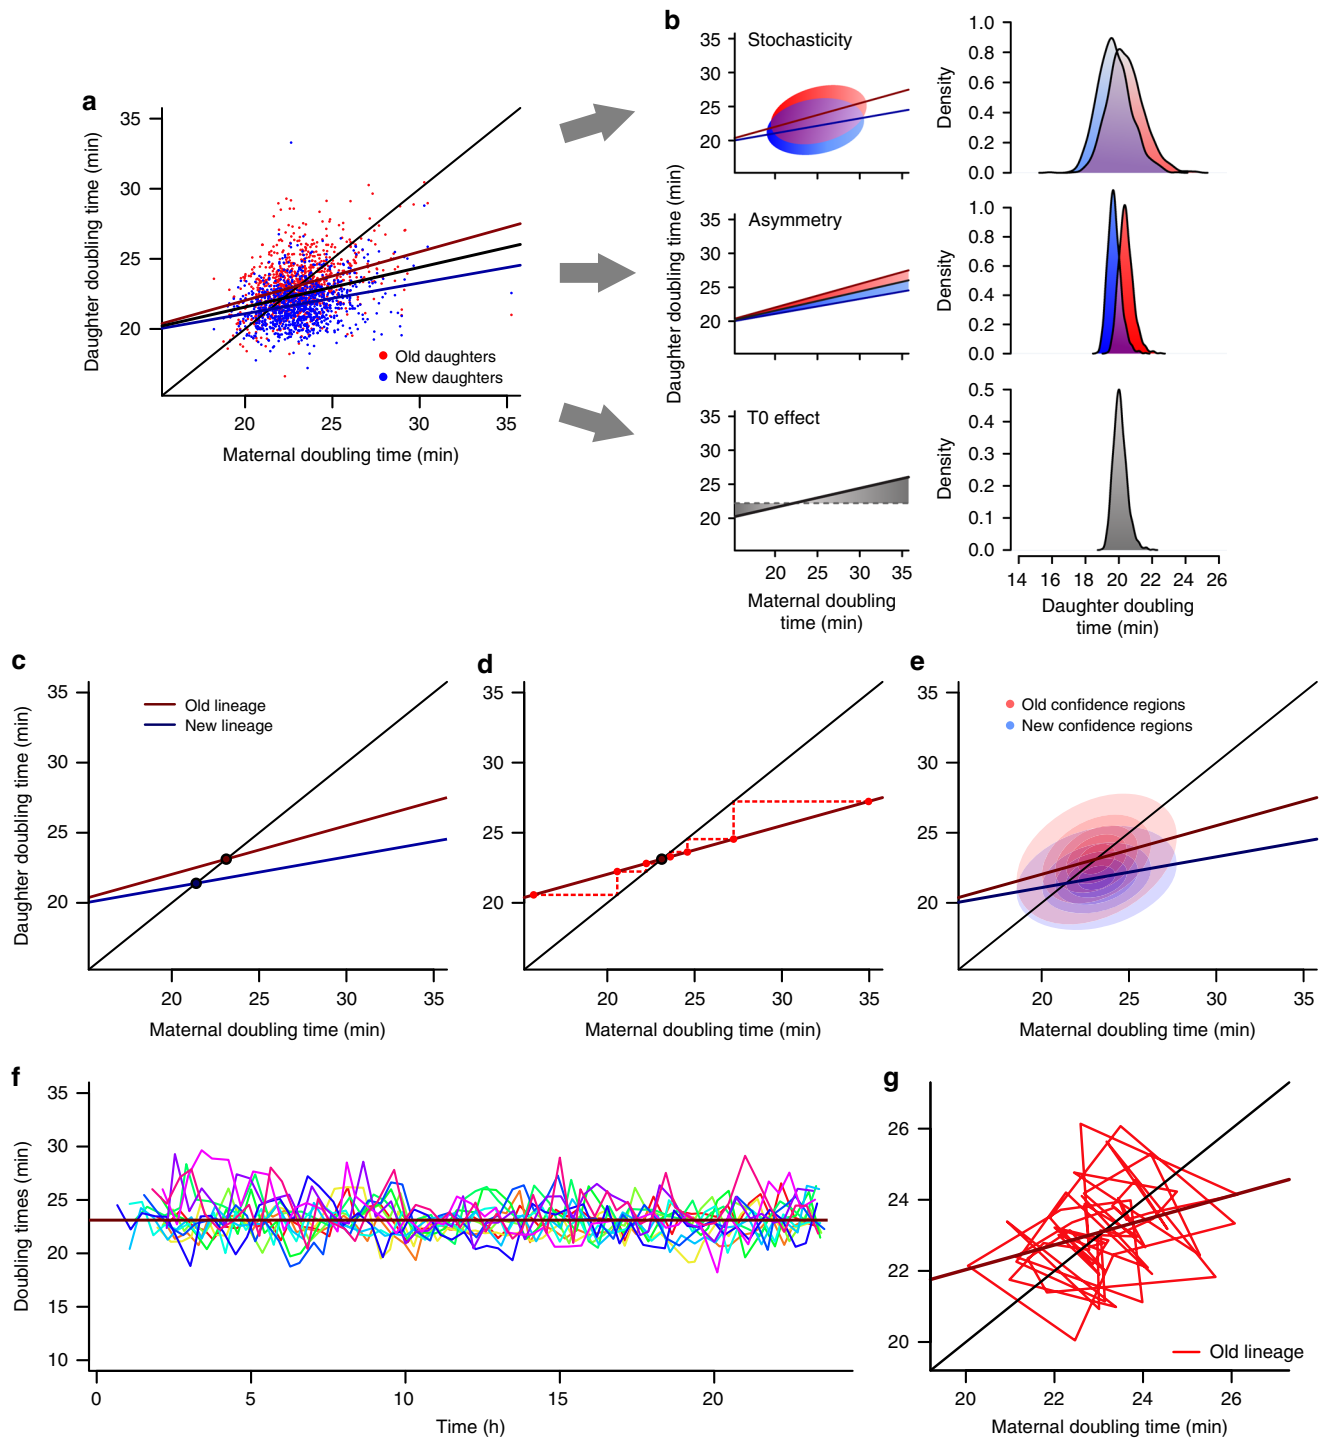 a
Daughter doubling time (min)
35
30
25
20
20
25
30
35
Maternal doubling time (min)
Old daughters
New daughters
b
Daughter doubling time (min)
Stochasticity
35
30
25
20
Density
1.0
0.8
0.6
0.4
0.2
0.0
Asymmetry
35
30
25
20
Density
1.0
0.8
0.6
0.4
0.2
0.0
T0 effect
35
30
25
20
20
25
30
35
Maternal doubling
time (min)
Density
0.5
0.4
0.3
0.2
0.1
0.0
14
16
18
20
22
24
26
Daughter doubling
time (min)
c
Daughter doubling time (min)
35
30
25
20
Old lineage
New lineage
20
25
30
35
Maternal doubling time (min)
d
35
30
25
20
20
25
30
35
Maternal doubling time (min)
e
35
30
25
20
Old confidence regions
New confidence regions
20
25
30
35
Maternal doubling time (min)
f
Doubling times (min)
35
30
25
20
15
10
0
5
10
15
20
Time (h)
g
26
24
22
20
Old lineage
20
22
24
26
Maternal doubling time (min)